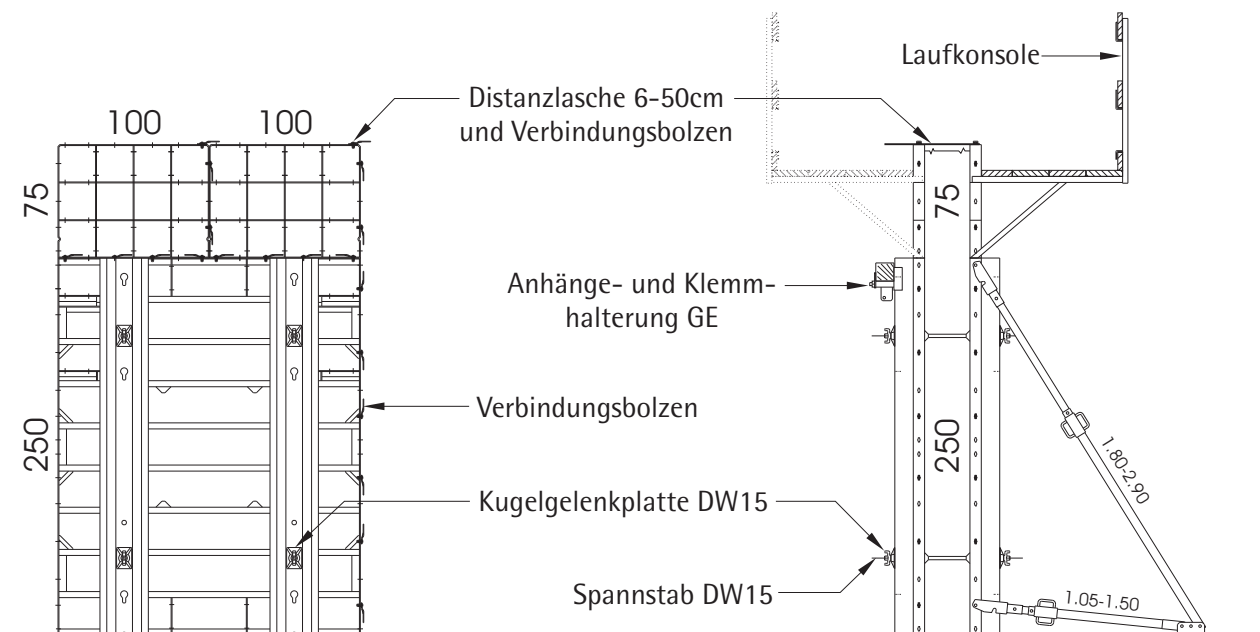 Laufkonsole
Distanzlasche 6-50cm
und Verbindungsbolzen
100 100
75
75
Anhänge- und Klemm-
halterung GE
Verbindungsbolzen
250
250
1.80-2.90
Kugelgelenkplatte DW15
Spannstab DW15
1.05-1.50